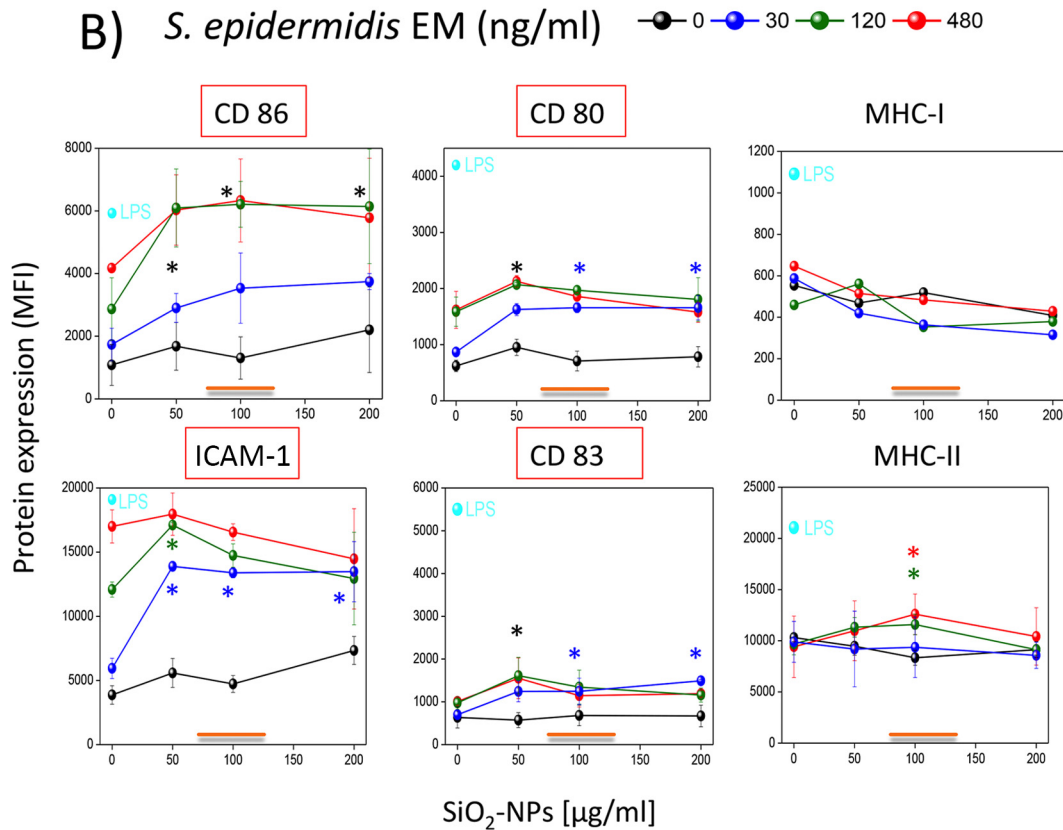 B) S. epidermidis EM (ng/ml) 0 30 120 480
CD 86 CD 80 MHC-I
8000
6000
4000
2000
0
LPS
*
*
*
0 50 100 150 200
4000
3000
2000
1000
0
LPS
*
*
*
0 50 100 150 200
1200
1000
800
600
400
200
0
LPS
0 50 100 150 200
ICAM-1 CD 83 MHC-II
20000
15000
10000
5000
0
LPS
*
*
*
*
0 50 100 150 200
6000
5000
4000
3000
2000
1000
0
LPS
*
*
*
0 50 100 150 200
25000
20000
15000
10000
5000
0
LPS
*
*
0 50 100 150 200
Protein expression (MFI)
SiO₂-NPs [µg/ml]